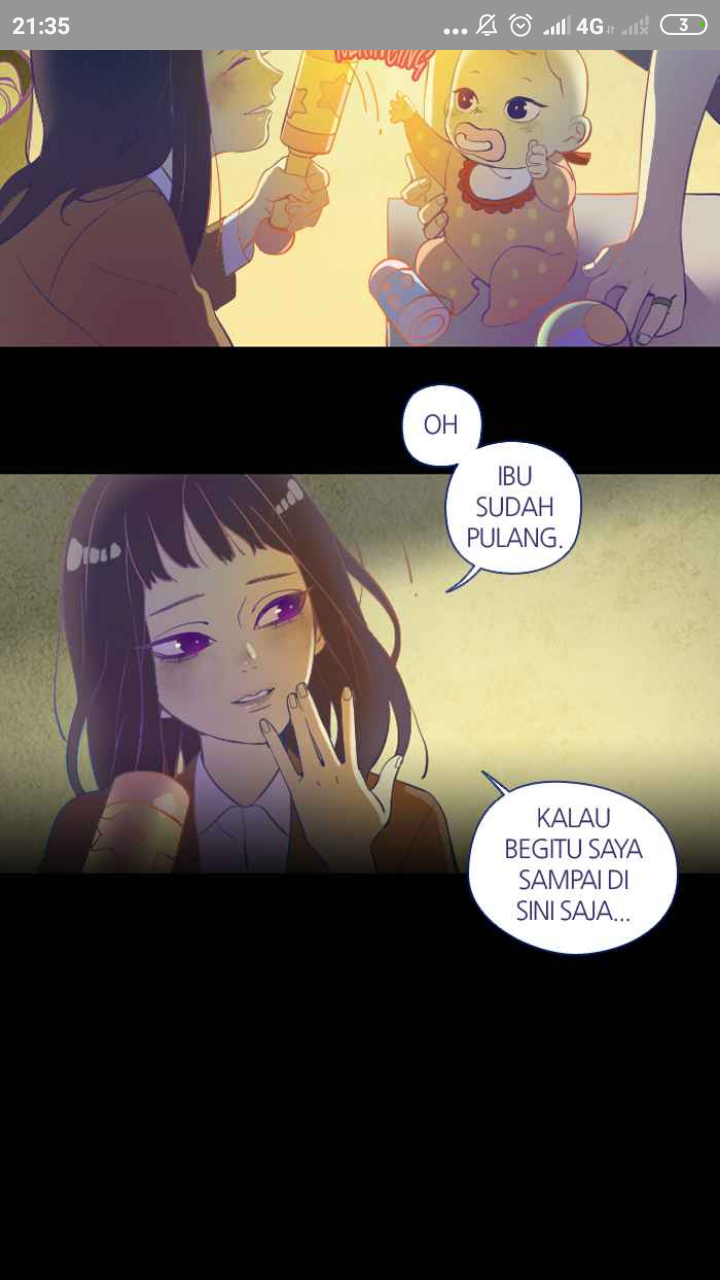 21:35
4G
3
OH
IBU
SUDAH
PULANG.
KALAU
BEGITU SAYA
SAMPAI DI
SINI SAJA...